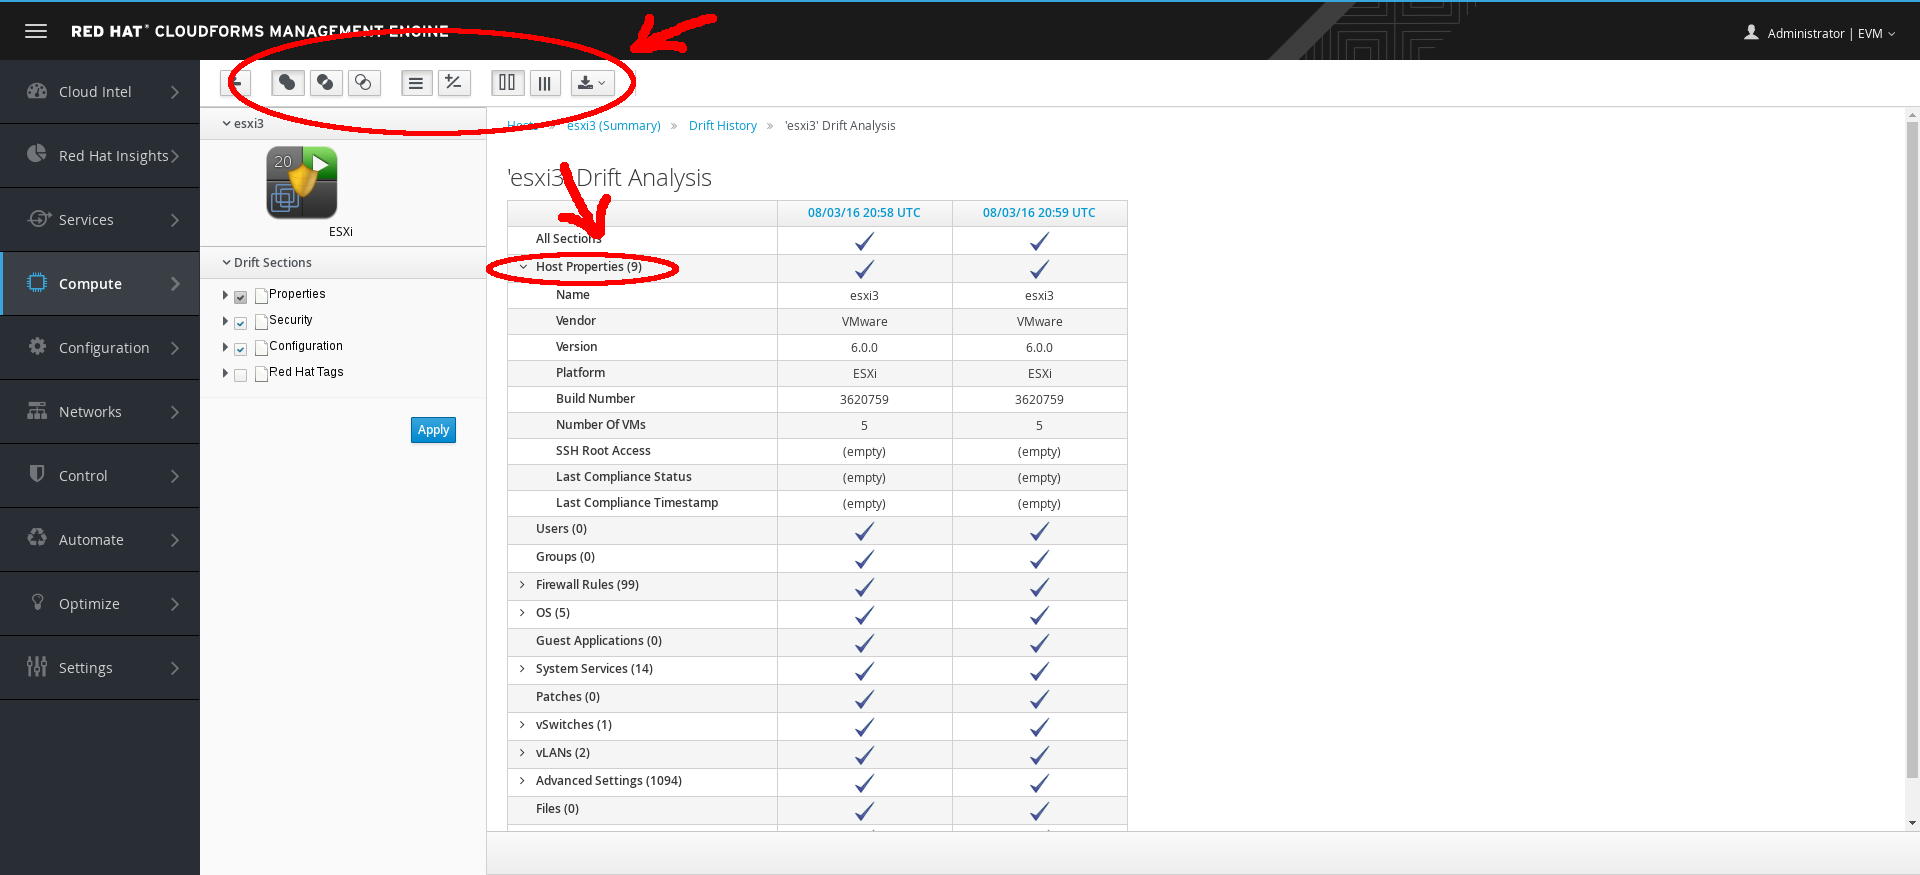 RED HAT® CLOUDFORMS MANAGEMENT ENGINE
Administrator | EVM
Cloud Intel
Red Hat Insights
Services
Compute
Configuration
Networks
Control
Automate
Optimize
Settings
esxi3
20
ESXi
Drift Sections
Properties
Security
Configuration
Red Hat Tags
Apply
Hosts » esxi3 (Summary) » Drift History » 'esxi3' Drift Analysis
'esxi3' Drift Analysis
08/03/16 20:58 UTC 08/03/16 20:59 UTC
All Sections
Host Properties (9)
Name esxi3 esxi3
Vendor VMware VMware
Version 6.0.0 6.0.0
Platform ESXi ESXi
Build Number 3620759 3620759
Number Of VMs 5 5
SSH Root Access (empty) (empty)
Last Compliance Status (empty) (empty)
Last Compliance Timestamp (empty) (empty)
Users (0)
Groups (0)
Firewall Rules (99)
OS (5)
Guest Applications (0)
System Services (14)
Patches (0)
vSwitches (1)
vLANs (2)
Advanced Settings (1094)
Files (0)